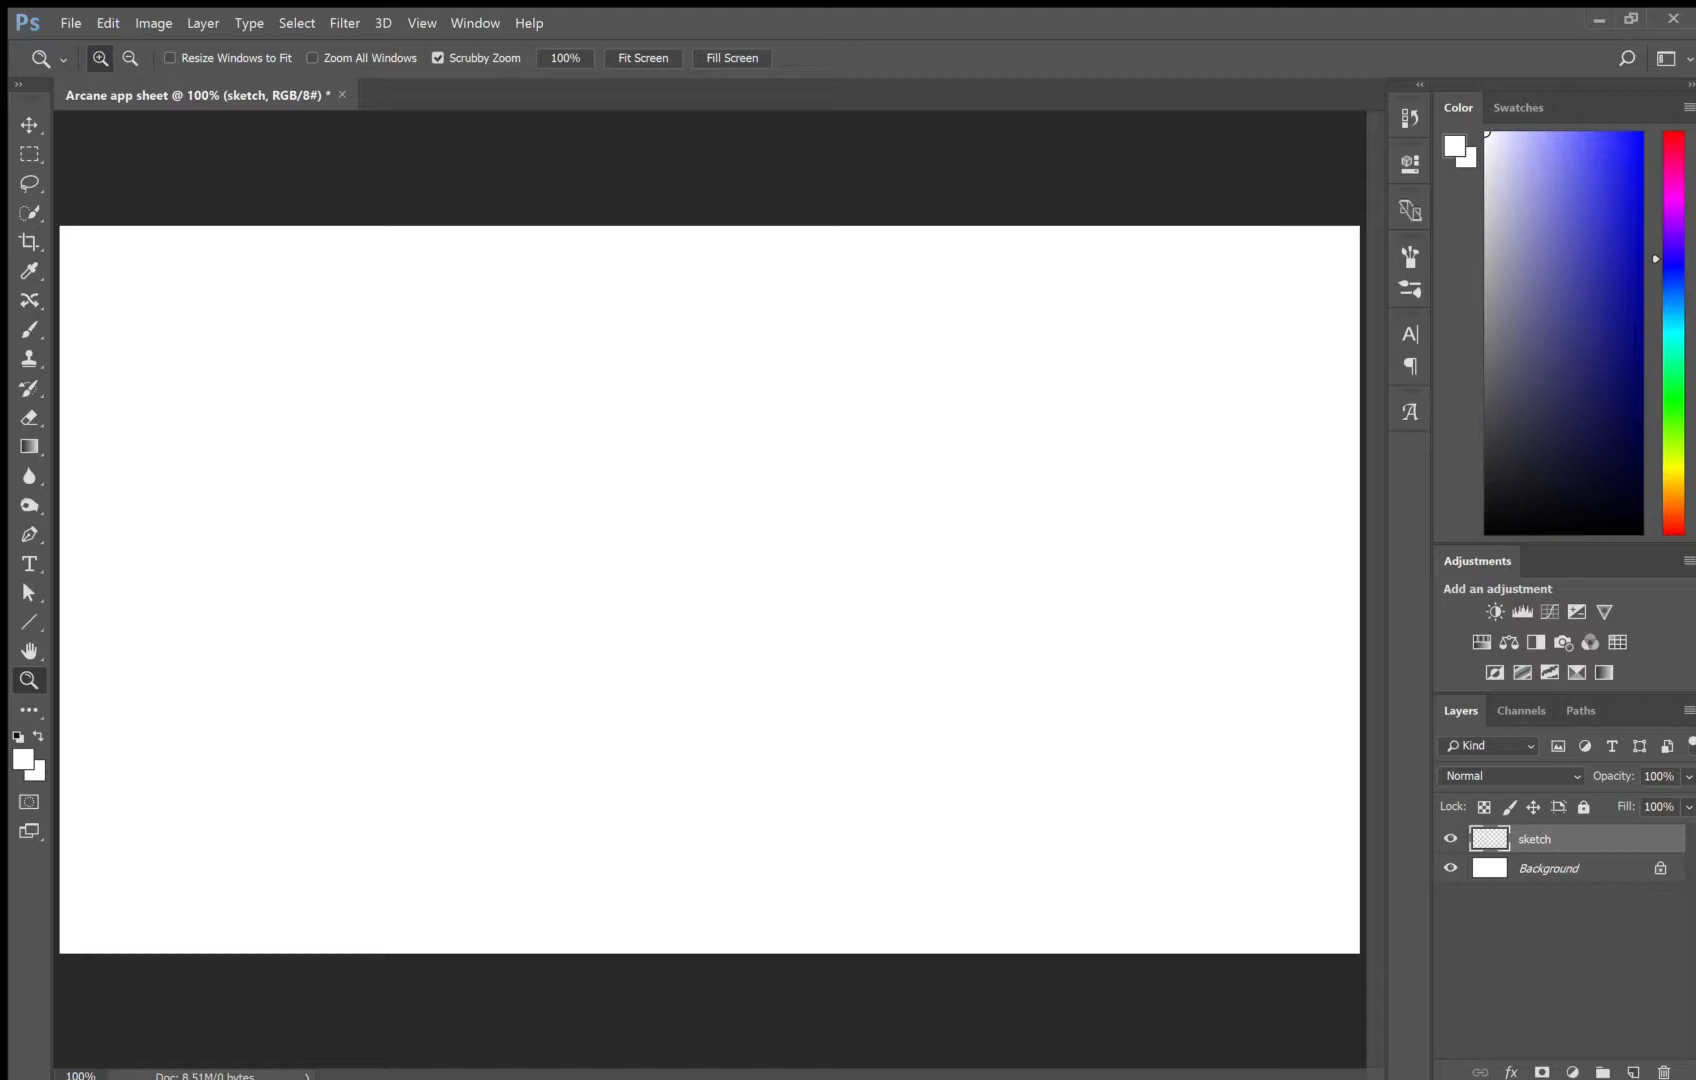 Ps File Edit Image Layer Type Select Filter 3D View Window Help
Resize Windows to Fit Zoom All Windows Scrubby Zoom 100% Fit Screen Fill Screen
Arcane app sheet @ 100% (sketch, RGB/8#) * ×
Color Swatches
Adjustments
Add an adjustment
Layers Channels Paths
Kind
Normal Opacity: 100%
Lock: Fill: 100%
sketch
Background
fx
100% Doc: 8.51M/0 bytes